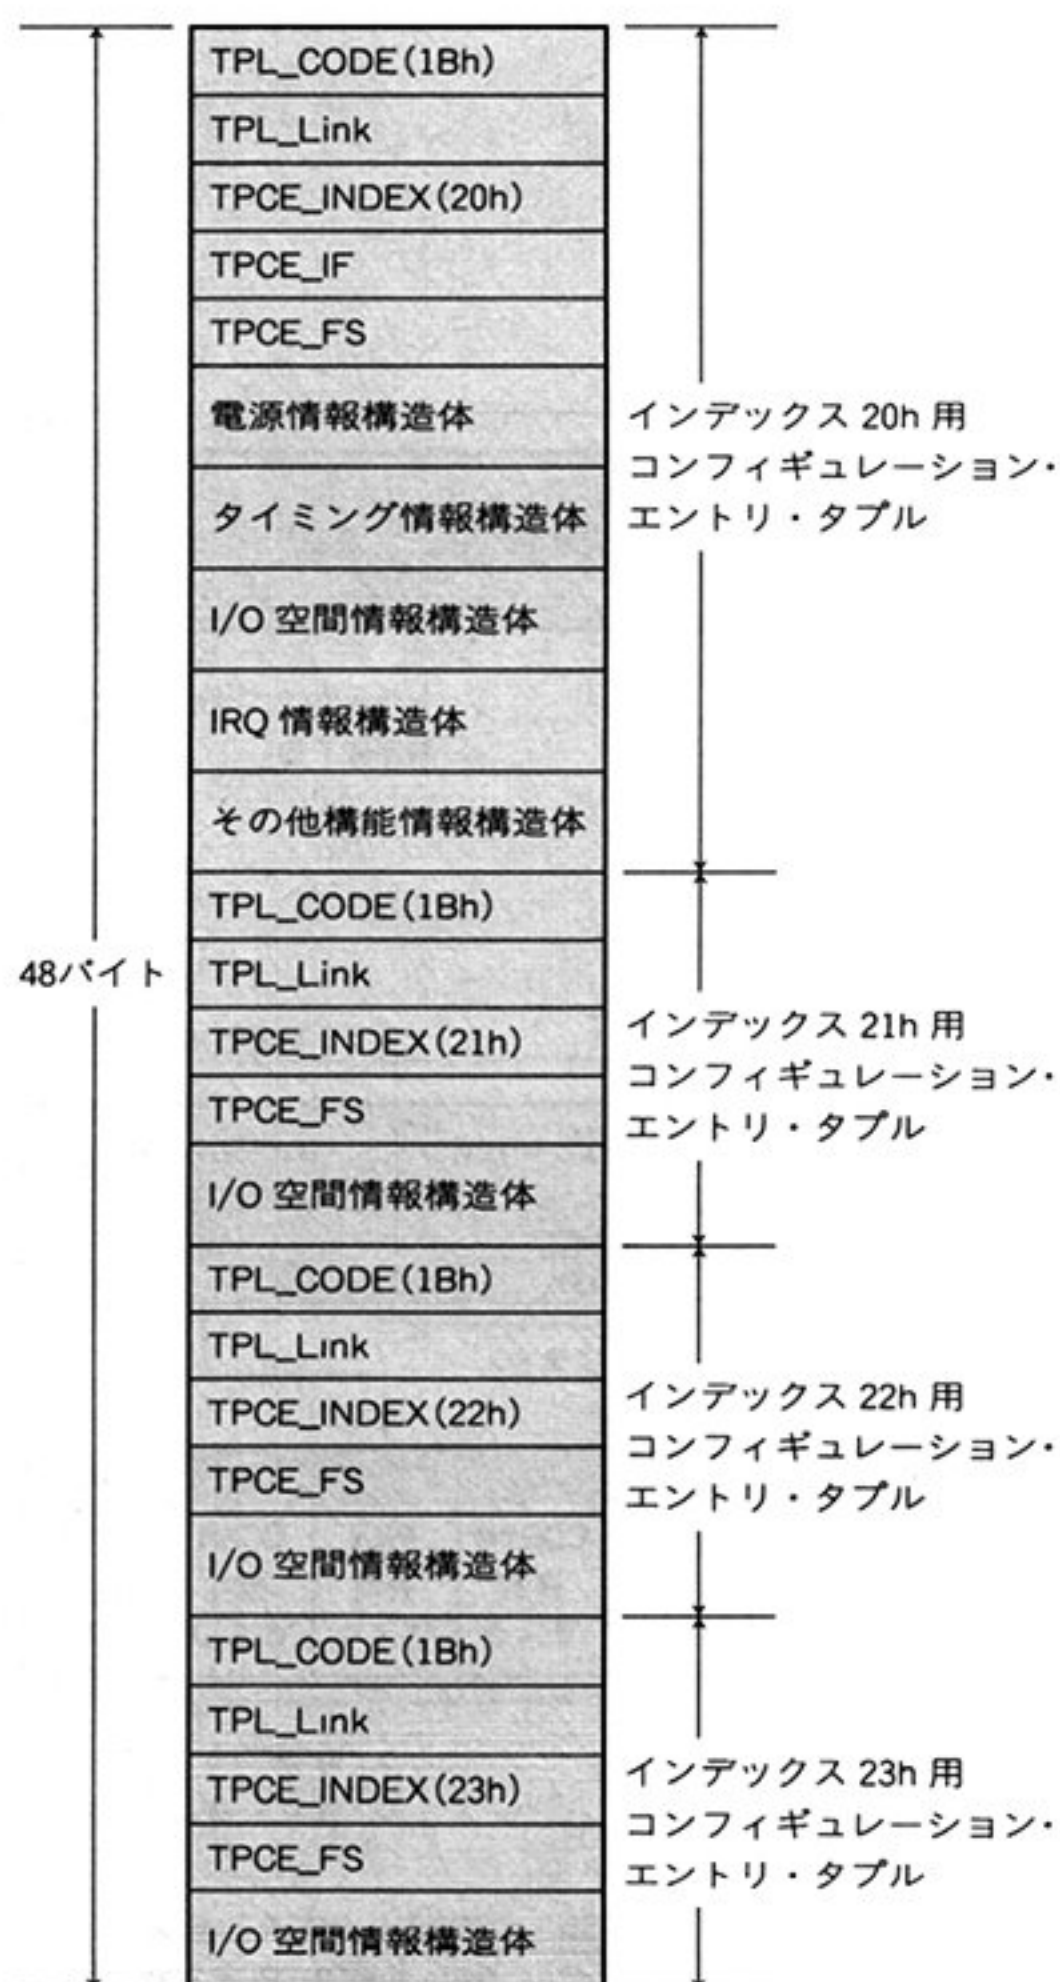 TPL_CODE(1Bh)
TPL_Link
TPCE_INDEX(20h)
TPCE_IF
TPCE_FS
電源情報構造体
タイミング情報構造体
I/O 空間情報構造体
IRQ 情報構造体
その他構能情報構造体
インデックス 20h 用
コンフィギュレーション・
エントリ・タプル
48バイト
TPL_CODE(1Bh)
TPL_Link
TPCE_INDEX(21h)
TPCE_FS
I/O 空間情報構造体
インデックス 21h 用
コンフィギュレーション・
エントリ・タプル
TPL_CODE(1Bh)
TPL_Link
TPCE_INDEX(22h)
TPCE_FS
I/O 空間情報構造体
インデックス 22h 用
コンフィギュレーション・
エントリ・タプル
TPL_CODE(1Bh)
TPL_Link
TPCE_INDEX(23h)
TPCE_FS
I/O 空間情報構造体
インデックス 23h 用
コンフィギュレーション・
エントリ・タプル